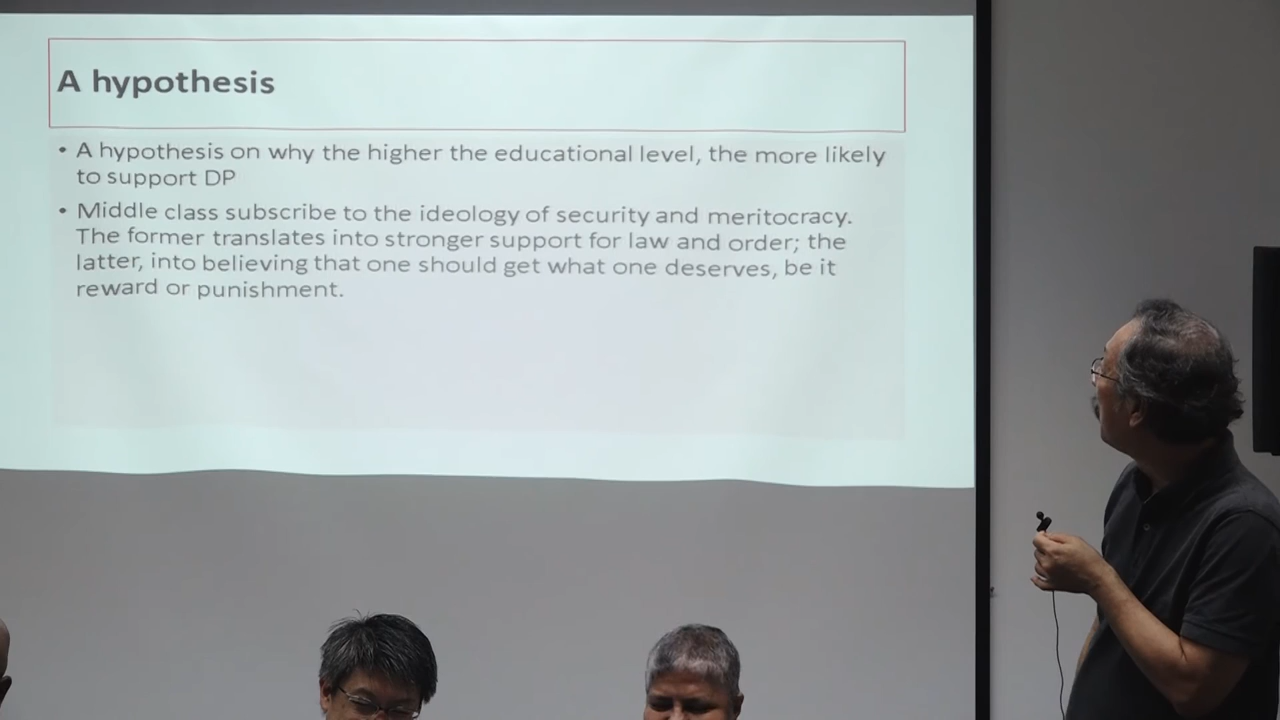 A hypothesis
• A hypothesis on why the higher the educational level, the more likely
to support DP
• Middle class subscribe to the ideology of security and meritocracy.
The former translates into stronger support for law and order; the
latter, into believing that one should get what one deserves, be it
reward or punishment.